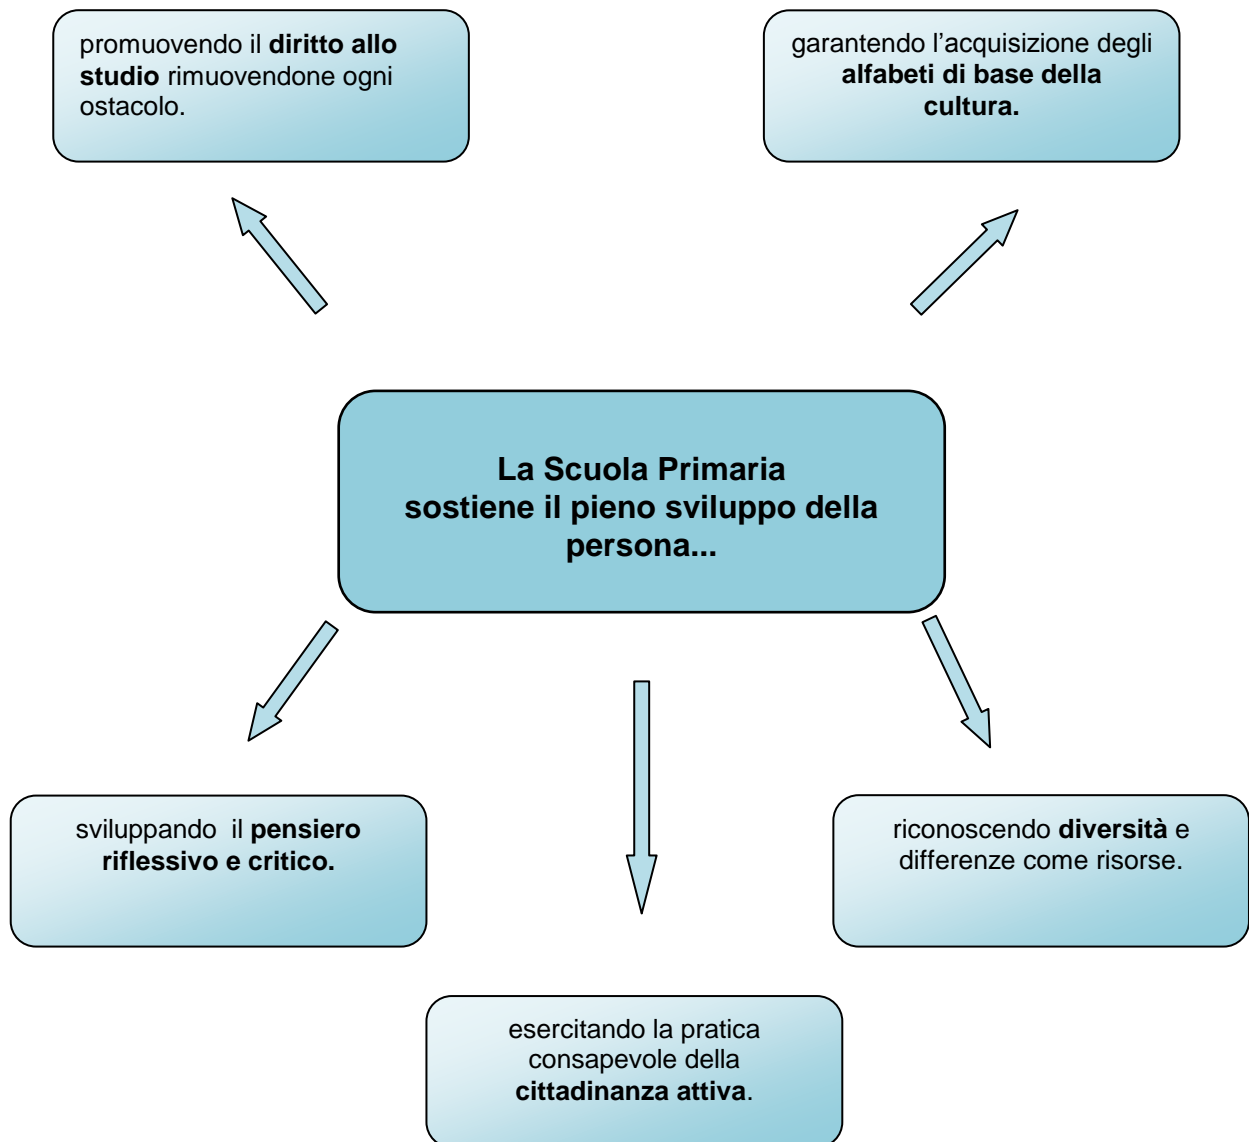 promuovendo il diritto allo
studio rimuovendone ogni
ostacolo.
garantendo l’acquisizione degli
alfabeti di base della
cultura.
La Scuola Primaria
sostiene il pieno sviluppo della
persona...
sviluppando  il pensiero
riflessivo e critico.
riconoscendo diversità e
differenze come risorse.
esercitando la pratica
consapevole della
cittadinanza attiva.